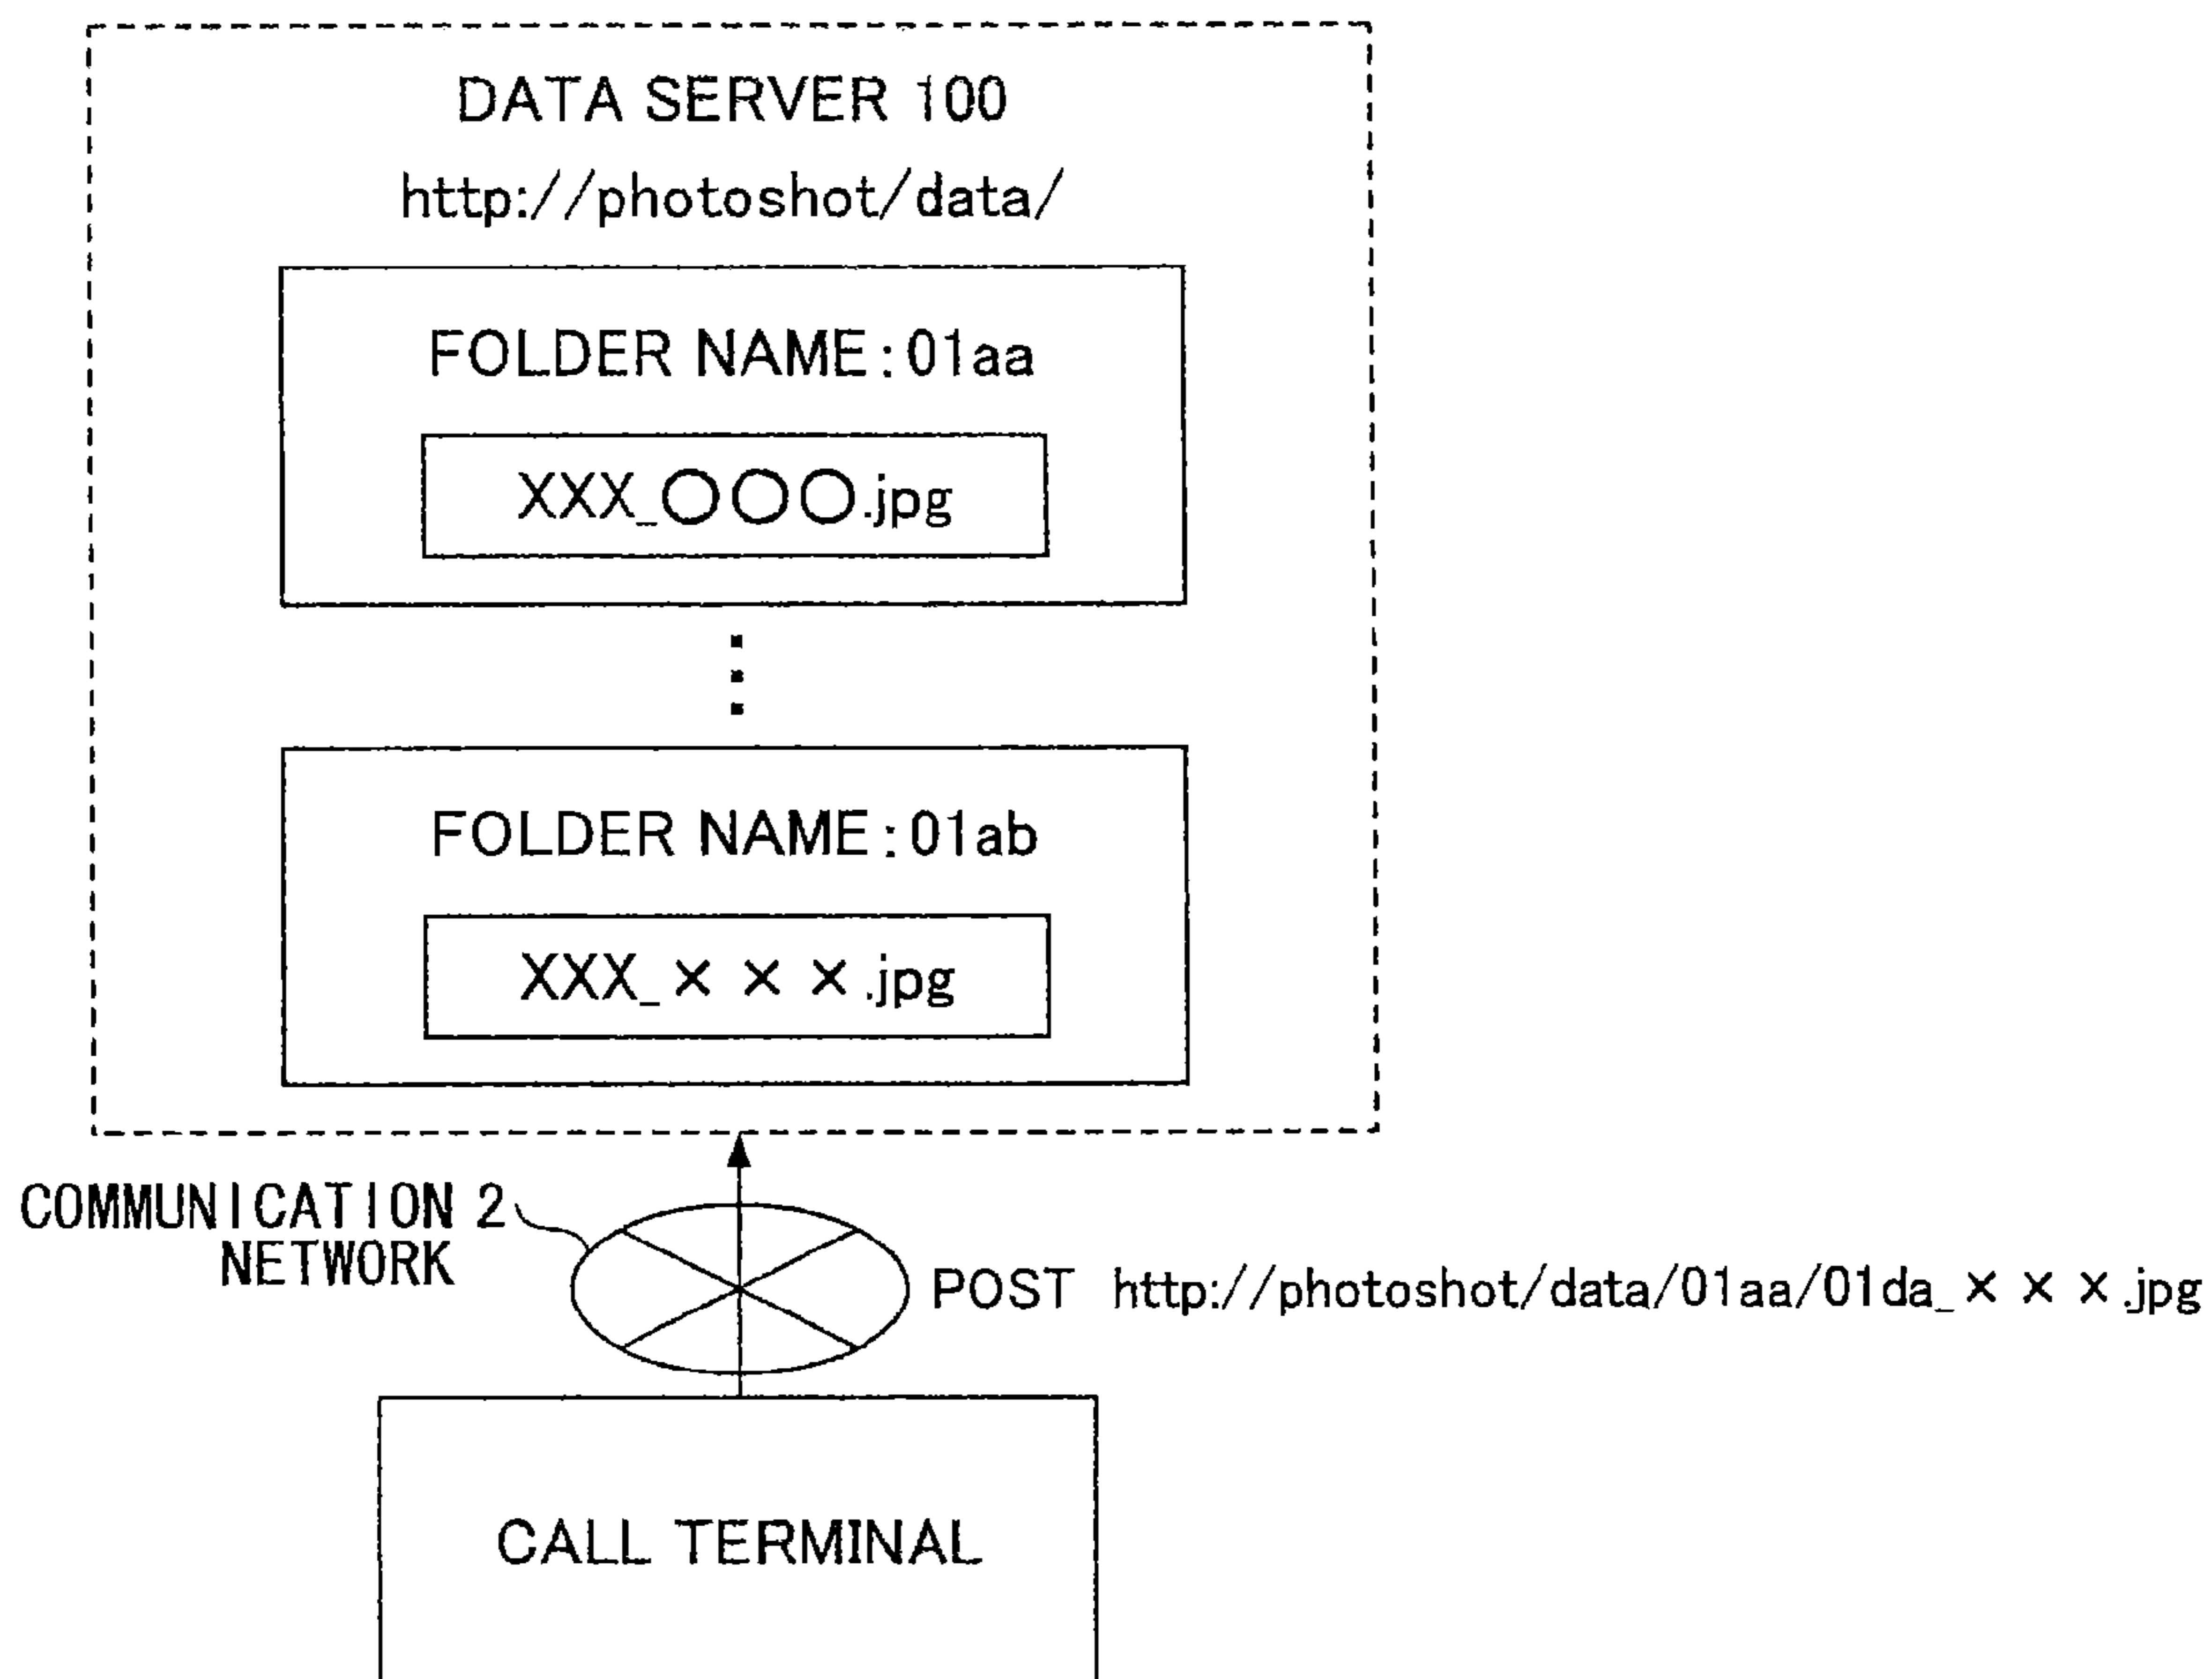 DATA SERVER 100
http://photoshot/data/
FOLDER NAME:01aa
XXX_○○○.jpg
FOLDER NAME:01ab
XXX_×××.jpg
COMMUNICATION 2
NETWORK
POST http://photoshot/data/01aa/01da_×××.jpg
CALL TERMINAL